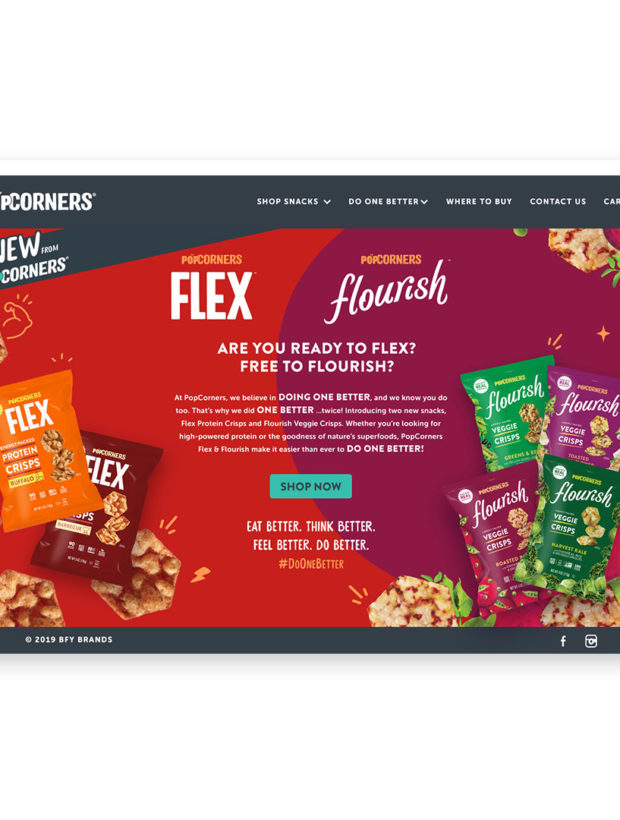 POPCORNERS®
SHOP SNACKS
DO ONE BETTER
WHERE TO BUY
CONTACT US
NEW FROM
CORNERS®
POPCORNERS
FLEX™
POPCORNERS
flourish™
ARE YOU READY TO FLEX?
FREE TO FLOURISH?
At PopCorners, we believe in DOING ONE BETTER, and we know you do
too. That's why we did ONE BETTER ...twice! Introducing two new snacks,
Flex Protein Crisps and Flourish Veggie Crisps. Whether you're looking for
high-powered protein or the goodness of nature's superfoods, PopCorners
Flex & Flourish make it easier than ever to DO ONE BETTER!
SHOP NOW
EAT BETTER. THINK BETTER.
FEEL BETTER. DO BETTER.
#DoOneBetter
POPCORNERS
FLEX
PROTEIN
CRISPS
BUFFALO
POPCORNERS
FLEX
BARBECUE
POPCORNERS
flourish
VEGGIE
CRISPS
GREENS &
POPCORNERS
flourish
VEGGIE
CRISPS
TOASTED
POPCORNERS
flourish
VEGGIE
CRISPS
ROASTED
POPCORNERS
flourish
VEGGIE
CRISPS
HARVEST KALE
© 2019 BFY BRANDS